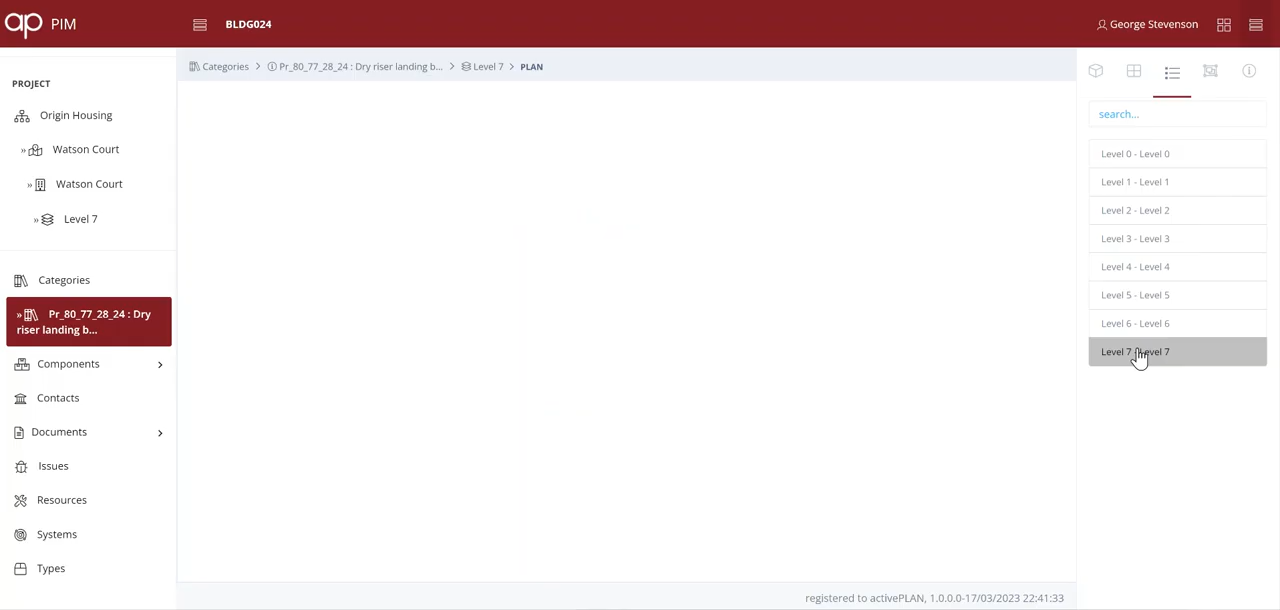 ap PIM
BLDG024
George Stevenson
PROJECT
Origin Housing
» Watson Court
» Watson Court
» Level 7
Categories
» Pr_80_77_28_24 : Dry
riser landing b...
Components
Contacts
Documents
Issues
Resources
Systems
Types
Categories > Pr_80_77_28_24 : Dry riser landing b... > Level 7 > PLAN
search...
Level 0 - Level 0
Level 1 - Level 1
Level 2 - Level 2
Level 3 - Level 3
Level 4 - Level 4
Level 5 - Level 5
Level 6 - Level 6
Level 7 - Level 7
registered to activePLAN, 1.0.0.0-17/03/2023 22:41:33